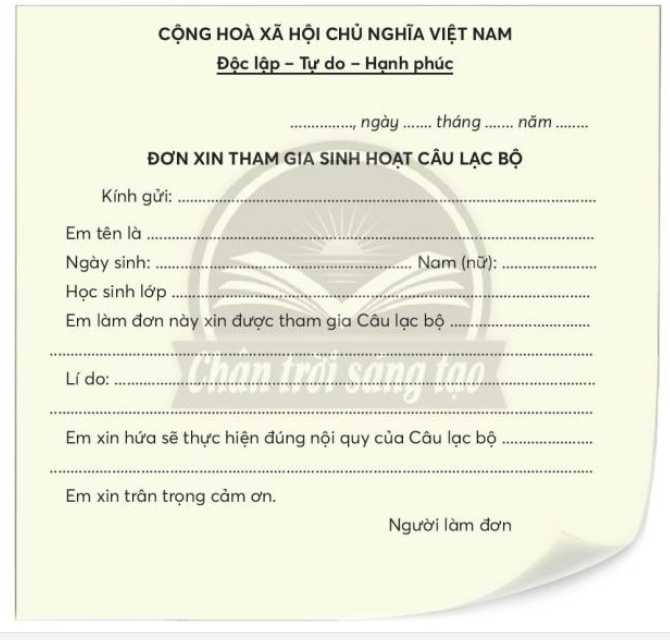 CỘNG HOÀ XÃ HỘI CHỦ NGHĨA VIỆT NAM
Độc lập – Tự do – Hạnh phúc
..............., ngày ....... tháng ....... năm ........
ĐƠN XIN THAM GIA SINH HOẠT CÂU LẠC BỘ
Kính gửi: ....................................................................................
Em tên là ..........................................................................................
Ngày sinh: .................................................... Nam (nữ): ...................
Học sinh lớp .....................................................................................
Em làm đơn này xin được tham gia Câu lạc bộ ............................
.............................................................................................................
Lí do: .................................................................................................
.............................................................................................................
Em xin hứa sẽ thực hiện đúng nội quy của Câu lạc bộ ...................
.............................................................................................................
Chân trời sáng tạo
Em xin trân trọng cảm ơn.
Người làm đơn